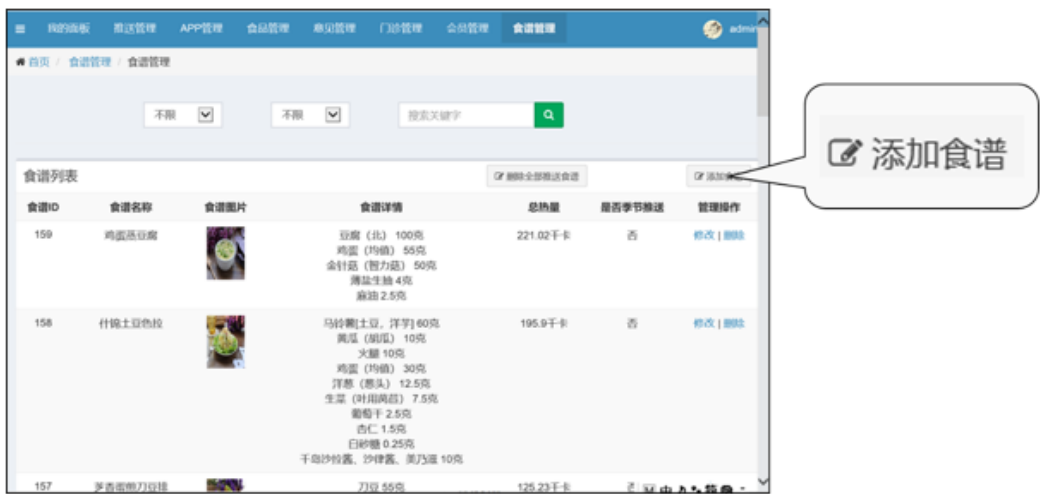 我的面板 推送管理 APP管理 食品管理 意见管理 门诊管理 会员管理 食谱管理 admin
首页 / 食谱管理 / 食谱管理
不限 不限 搜索关键字
食谱列表 删除全部推送食谱 添加食
添加食谱
食谱ID 食谱名称 食谱图片 食谱详情 总热量 是否季节推送 管理操作
159 鸡蛋蒸豆腐 豆腐（北） 100克 221.02千卡 否 修改 | 删除
鸡蛋（均值） 55克
金针菇（智力菇） 50克
薄盐生抽 4克
麻油 2.5克
158 什锦土豆色拉 马铃薯[土豆，洋芋] 60克 195.9千卡 否 修改 | 删除
黄瓜（胡瓜） 10克
火腿 10克
鸡蛋（均值） 30克
洋葱（葱头） 12.5克
生菜（叶用莴苣） 7.5克
葡萄干 2.5克
杏仁 1.5克
白砂糖 0.25克
千岛沙拉酱、沙律酱、美乃滋 10克
157 芝香蜜煎刀豆排 刀豆 55克 125.23千卡
中 简